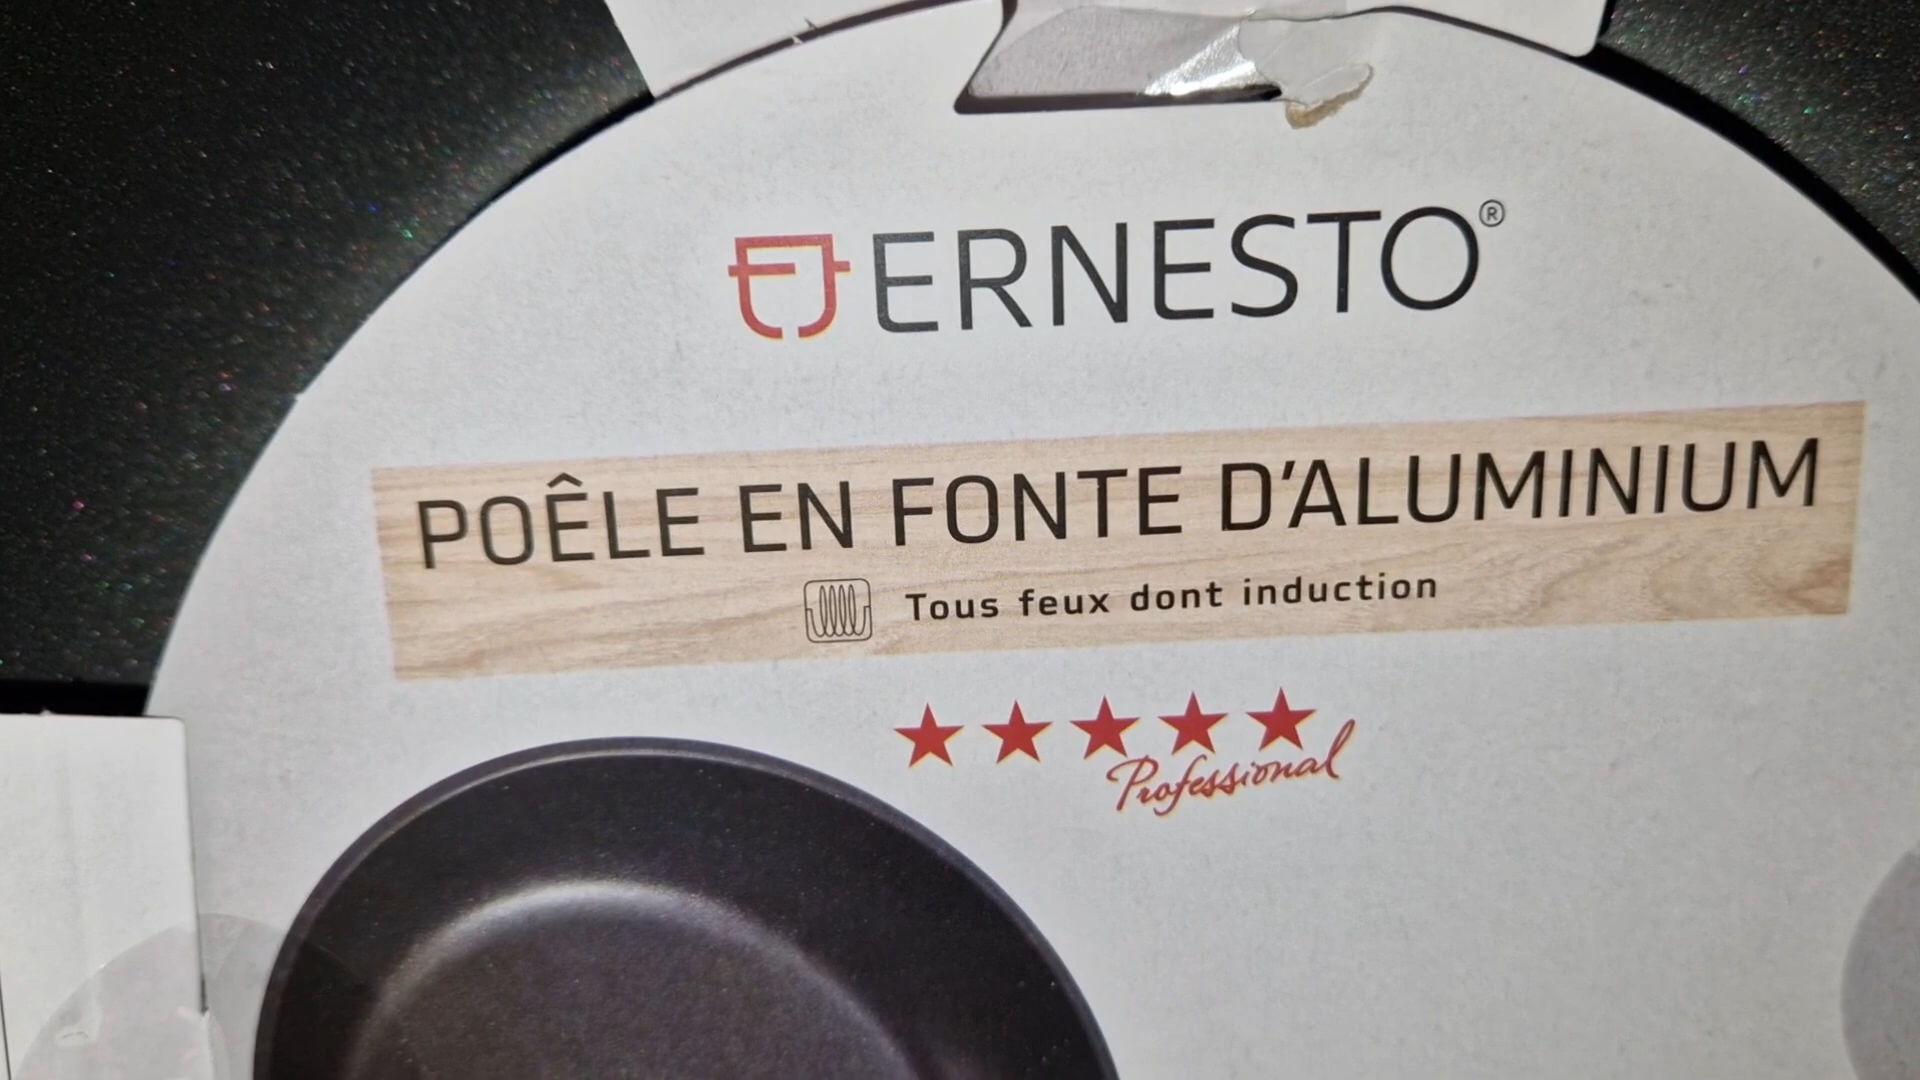 ERNESTO®
POÊLE EN FONTE D'ALUMINIUM
Tous feux dont induction
Professional